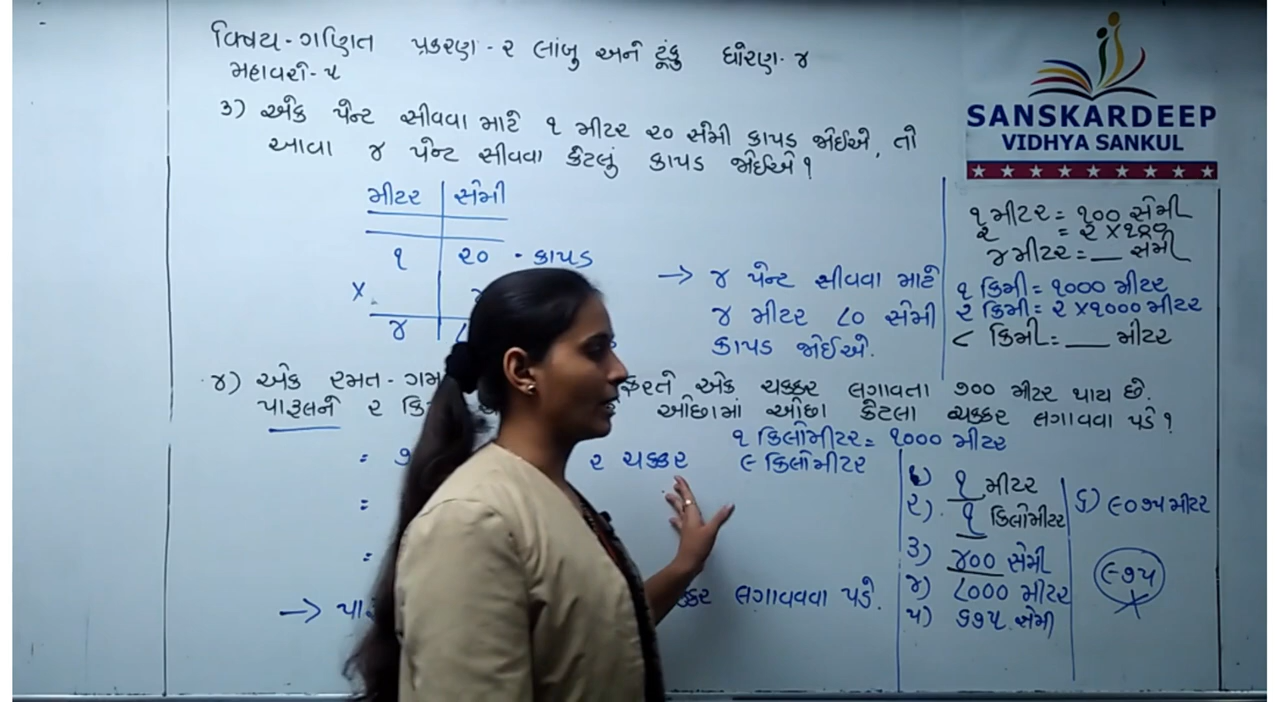 વિષય - ગણિત પ્રકરણ - ૨ લાંબુ અને ટૂંકુ ધોરણ - ૪
મહાવરો - ૫
૩) એક પેન્ટ સીવવા માટે ૧ મીટર ૨૦ સેમી કાપડ જોઈએ, તો
આવા ૪ પેન્ટ સીવવા કેટલું કાપડ જોઈએ ?
મીટર સેમી
૧ ૨૦ - કાપડ
X
૪
→ ૪ પેન્ટ સીવવા માટે
૪ મીટર ૮૦ સેમી
કાપડ જોઈએ.
૪) એક રમત - ફરતે એક ચક્કર લગાવતા ૭૦૦ મીટર થાય છે.
પારૂલને ૨ ઓછામાં ઓછા કેટલા ચક્કર લગાવવા પડે ?
૧ કિલોમીટર = ૧૦૦૦ મીટર
= ૨ ચક્કર ૯ કિલોમીટર
=
=
→ લગાવવવા પડે.
SANSKARDEEP
VIDHYA SANKUL
૧ મીટર = ૧૦૦ સેમી
૨ = ૨ X ૧૦૦
૪ મીટર = __ સેમી
૧ કિમી = ૧૦૦૦ મીટર
૨ કિમી = ૨ X ૧૦૦૦ મીટર
૮ કિમી = ___ મીટર
૧) ૧ મીટર
૨) ૧ કિલોમીટર
૩) ૪૦૦ સેમી
૪) ૮૦૦૦ મીટર
૫) ૬૭૫ સેમી
૬) ૯૦૭૫ મીટર
૯૭૫